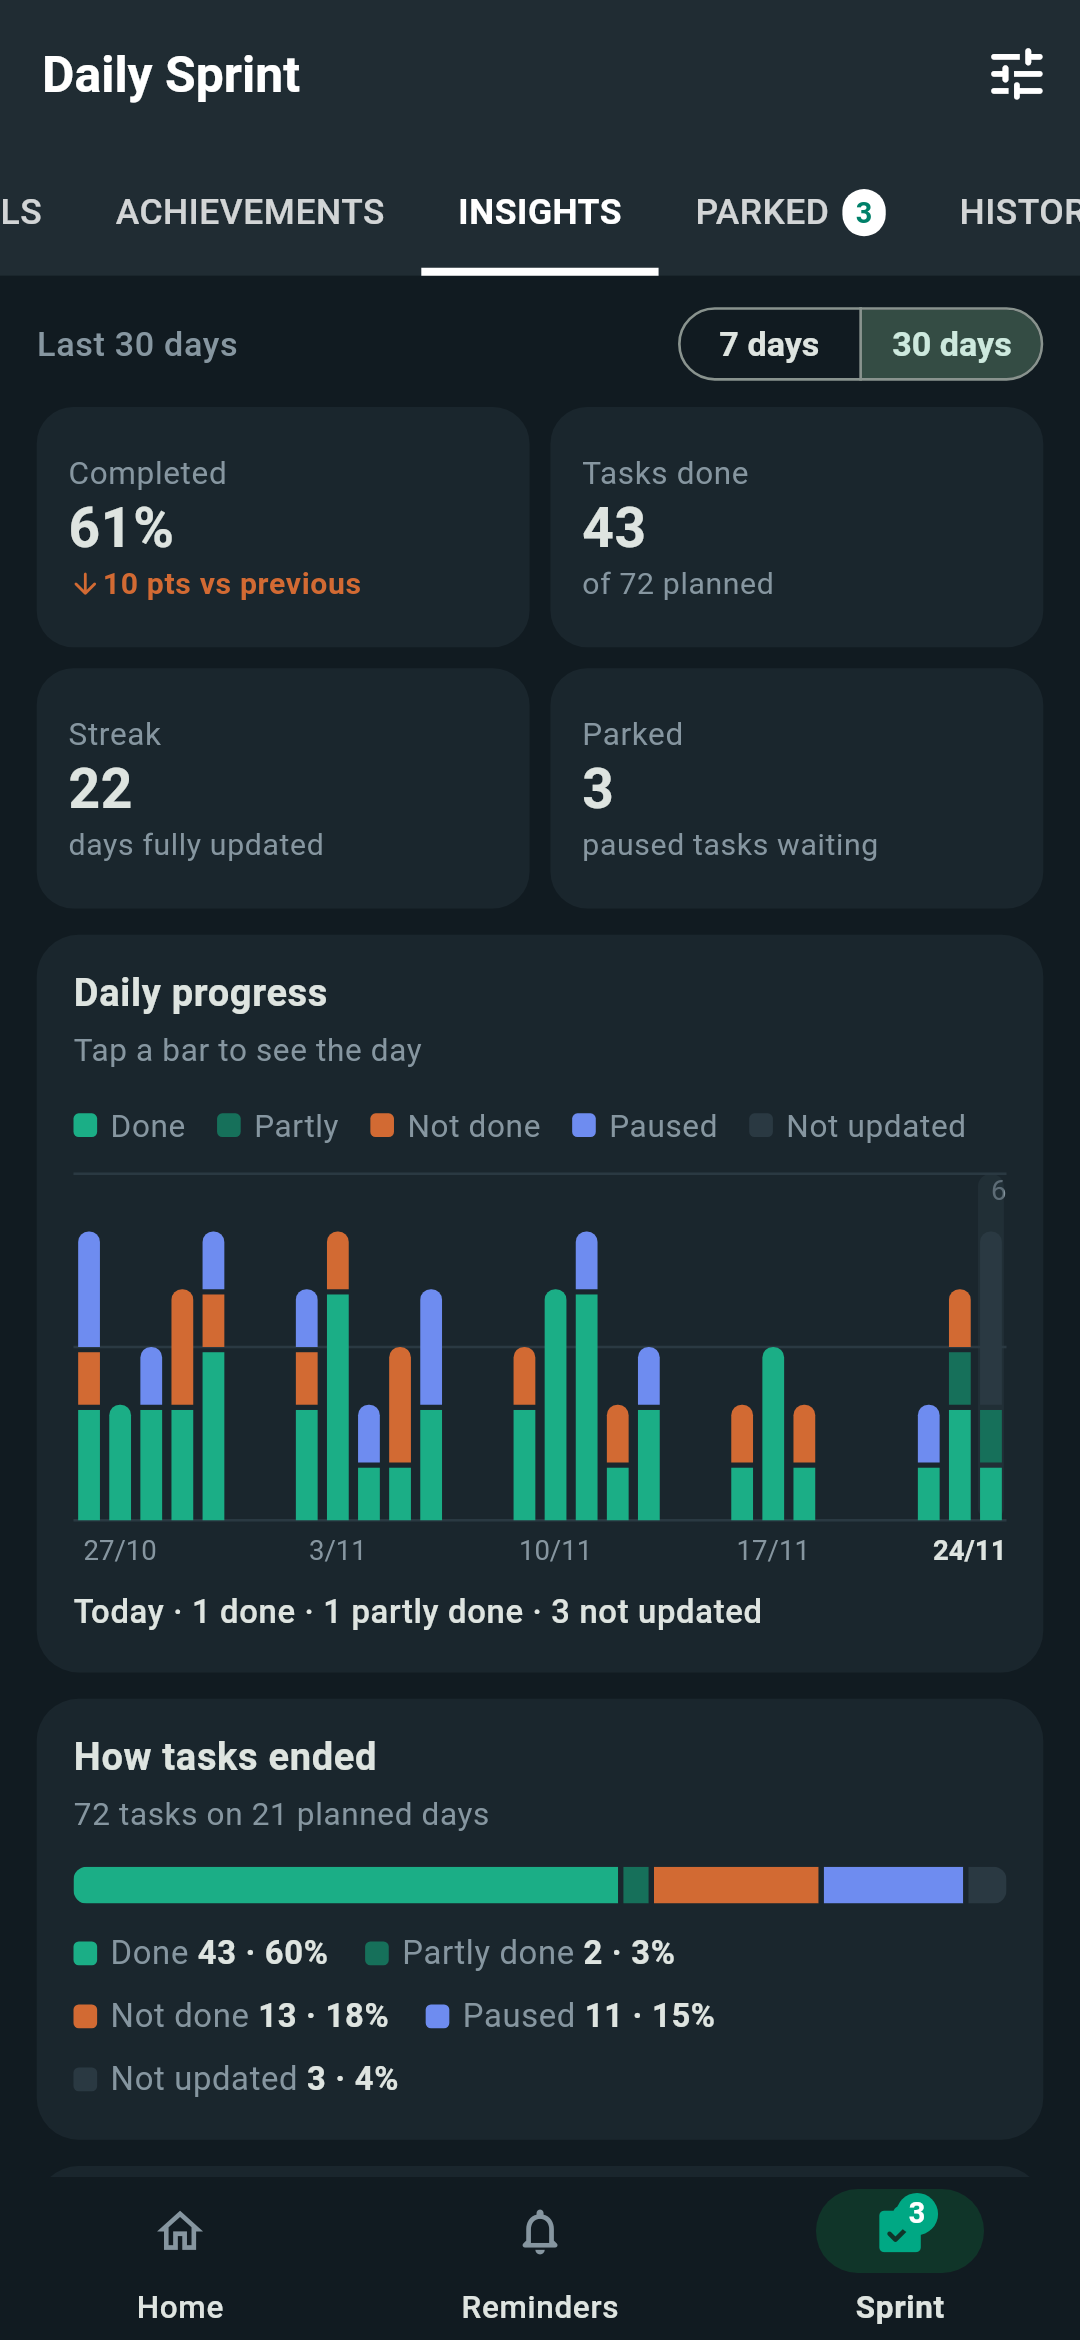 Daily Sprint
LS ACHIEVEMENTS INSIGHTS PARKED 3 HISTOR
Last 30 days 7 days 30 days
Completed
61%
↓10 pts vs previous
Tasks done
43
of 72 planned
Streak
22
days fully updated
Parked
3
paused tasks waiting
Daily progress
Tap a bar to see the day
Done Partly Not done Paused Not updated
6
27/10 3/11 10/11 17/11 24/11
Today · 1 done · 1 partly done · 3 not updated
How tasks ended
72 tasks on 21 planned days
Done 43 · 60% Partly done 2 · 3%
Not done 13 · 18% Paused 11 · 15%
Not updated 3 · 4%
3
Home Reminders Sprint